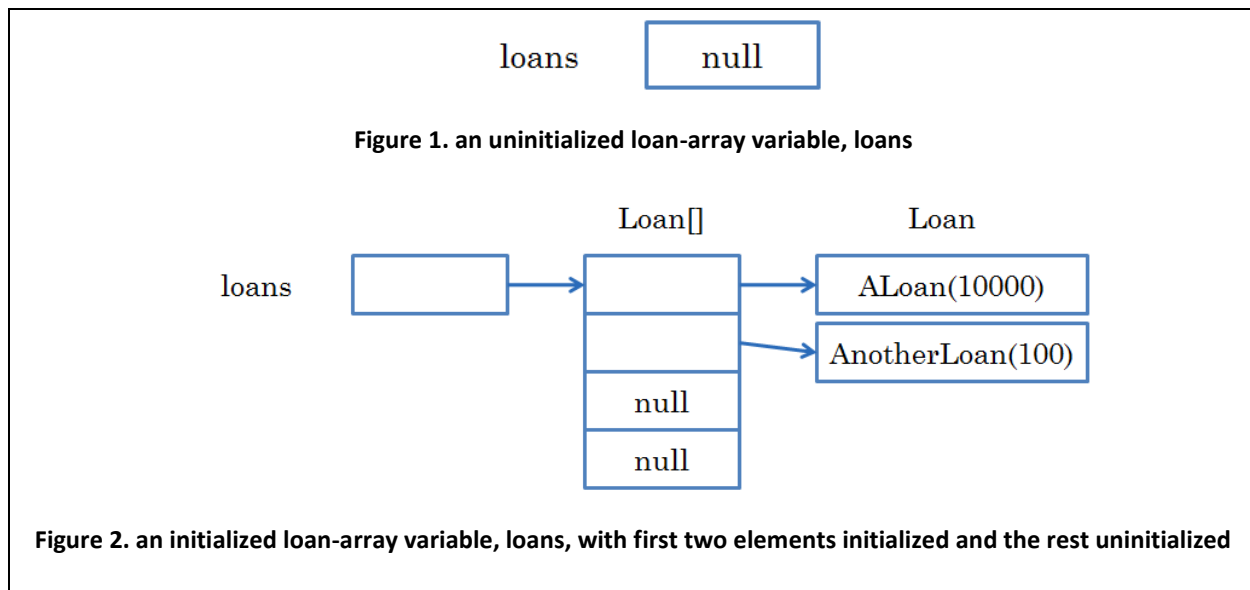 loans null
Figure 1. an uninitialized loan-array variable, loans
Loan[] Loan
loans ALoan(10000)
AnotherLoan(100)
null
null
Figure 2. an initialized loan-array variable, loans, with first two elements initialized and the rest uninitialized